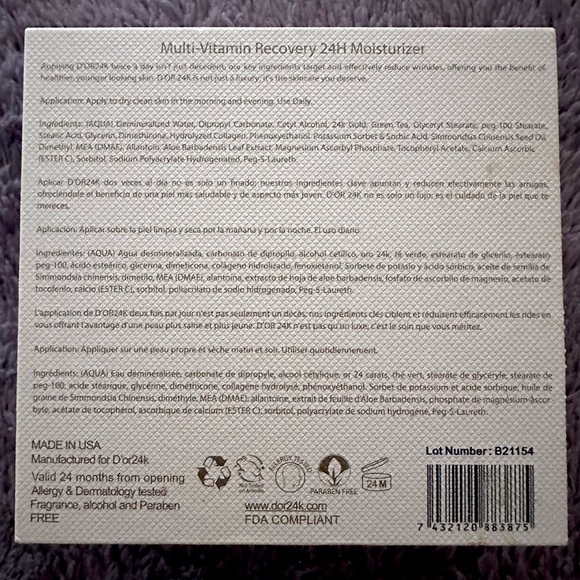 Multi-Vitamin Recovery 24H Moisturizer
Applying D'OR24K twice a day isn't just decedent, our key ingredients target and effectively reduce wrinkles, offering you the benefit of
healthier, younger looking skin. D'OR 24K is not just a luxury; it's the skincare you deserve.
Application: Apply to dry clean skin in the morning and evening. Use Daily.
Ingredients: (AQUA) Demineralized Water, Dipropyl Carbonate, Cetyl Alcohol, 24k Gold, Green Tea, Glyceryl Stearate, peg-100 Stearate,
Stearic Acid, Glycerin, Dimethicone, Hydrolyzed Collagen, Phenoxyethanol, Potassium Sorbet & Sorbic Acid, Simmondsia Chinensis Seed Oil,
Dimethyl, MEA (DMAE), Allantoin, Aloe Barbadensis Leaf Extract, Magnesium Ascorbyl Phosphate, Tocopheryl Acetate, Calcium Ascorbic
(ESTER C), Sorbitol, Sodium Polyacrylate Hydrogenated, Peg-5-Laureth.
Aplicar D'OR24K dos veces al día no es solo un finado; nuestros ingredientes clave apuntan y reducen efectivamente las arrugas,
ofreciéndole el beneficio de una piel más saludable y de aspecto más joven. D'OR 24K no es solo un lujo; es el cuidado de la piel que te
mereces.
Aplicación: Aplicar sobre la piel limpia y seca por la mañana y por la noche. El uso diario.
Ingredientes: (AQUA) Agua desmineralizada, carbonato de dipropilo, alcohol cetílico, oro 24k, té verde, estearato de glicerilo, estearato
peg-100, ácido esteárico, glicerina, dimeticona, colágeno hidrolizado, fenoxietanol. Sorbete de potasio y ácido sórbico, aceite de semilla de
Simmondsia chinensis, dimetilo, MEA (DMAE), alantoína, extracto de hoja de aloe barbadensis, fosfato de ascorbilo de magnesio, acetato de
tocoferilo, calcio (ESTER C), sorbitol, poliacrilato de sodio hidrogenado, Peg-5-Laureth.
L'application de D'OR24K deux fois par jour n'est pas seulement un décès; nos ingrédients clés ciblent et réduisent efficacement les rides en
vous offrant l'avantage d'une peau plus saine et plus jeune. D'OR 24K n'est pas qu'un luxe; c'est le soin que vous méritez.
Application: Appliquer sur une peau propre et sèche matin et soir. Utiliser quotidiennement.
Ingrédients: (AQUA) Eau déminéralisée, carbonate de dipropyle, alcool cétylique, or 24 carats, thé vert, stéarate de glycéryle, stéarate de
peg-100, acide stéarique, glycérine, diméthicone, collagène hydrolysé, phénoxyéthanol. Sorbet de potassium et acide sorbique, huile de
graine de Simmondsia Chinensis, diméthyle, MEA (DMAE), allantoïne, extrait de feuille d'Aloe Barbadensis, phosphate de magnésium-ascor
byle, acétate de tocophérol, ascorbique de calcium (ESTER C), sorbitol, polyacrylate de sodium hydrogène, Peg-5-Laureth.
MADE IN USA
Manufactured for D'or24k
Valid 24 months from opening
Allergy & Dermatology tested
Fragrance, alcohol and Paraben
FREE
Not Tested
on Animals
ALLERGY TESTED
PARABEN FREE
24 M
www.dor24k.com
FDA COMPLIANT
Lot Number: B21154
7 432120 883875